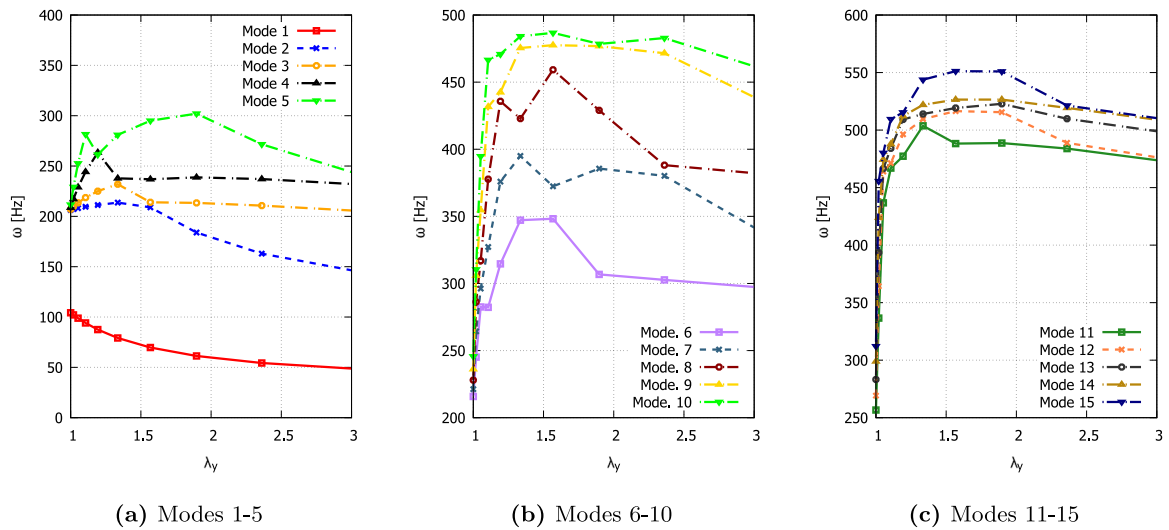 400
350
300
250
200
150
100
50
0
ω [Hz]
Mode 1
Mode 2
Mode 3
Mode 4
Mode 5
1 1.5 2 2.5 3
λy
(a) Modes 1-5
500
450
400
350
300
250
200
ω [Hz]
Mode. 6
Mode. 7
Mode. 8
Mode. 9
Mode. 10
1 1.5 2 2.5 3
λy
(b) Modes 6-10
600
550
500
450
400
350
300
250
ω [Hz]
Mode 11
Mode 12
Mode 13
Mode 14
Mode 15
1 1.5 2 2.5 3
λy
(c) Modes 11-15